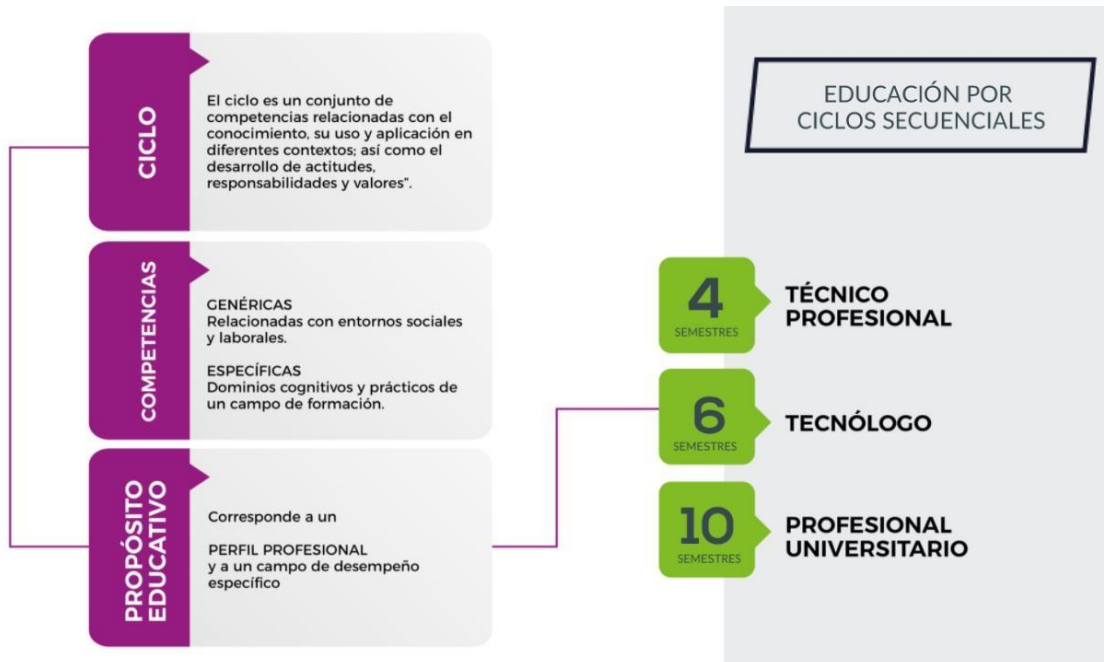 CICLO
El ciclo es un conjunto de
competencias relacionadas con el
conocimiento, su uso y aplicación en
diferentes contextos; así como el
desarrollo de actitudes,
responsabilidades y valores".
COMPETENCIAS
GENÉRICAS
Relacionadas con entornos sociales
y laborales.
ESPECÍFICAS
Dominios cognitivos y prácticos de
un campo de formación.
PROPÓSITO
EDUCATIVO
Corresponde a un
PERFIL PROFESIONAL
y a un campo de desempeño
específico
EDUCACIÓN POR
CICLOS SECUENCIALES
4
SEMESTRES
TÉCNICO
PROFESIONAL
6
SEMESTRES
TECNÓLOGO
10
SEMESTRES
PROFESIONAL
UNIVERSITARIO